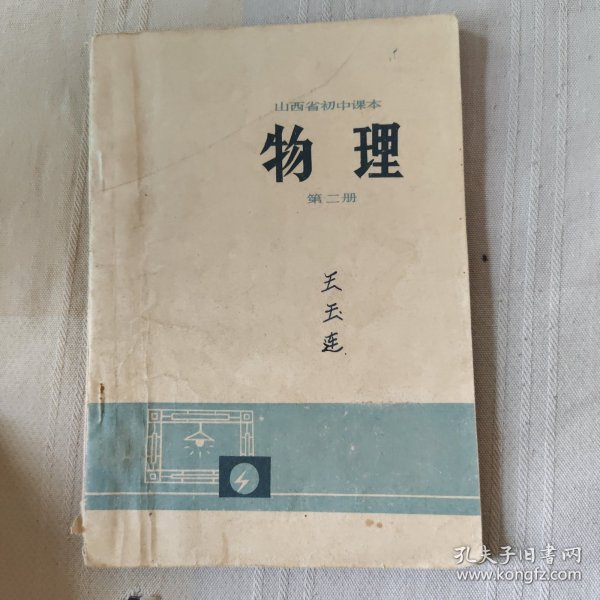 山西省初中课本
物理
第二册
王玉连
孔夫子旧书网
www.kongfz.com